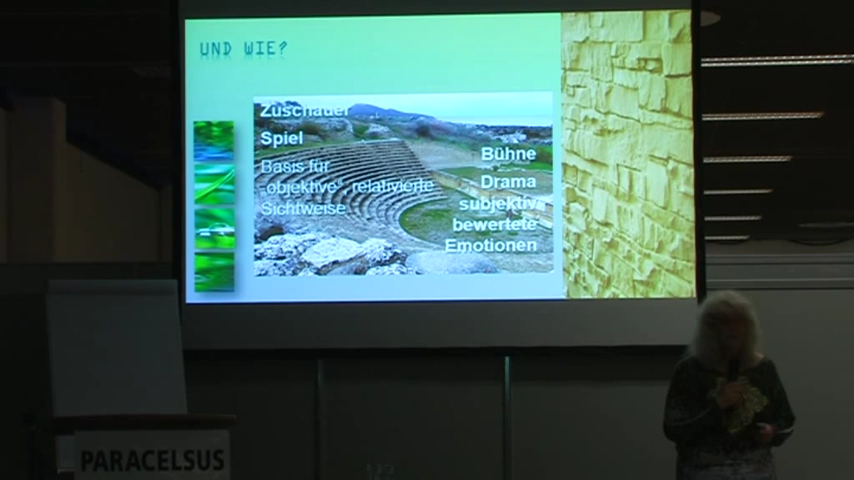 UND WIE?
Zuschauer
Spiel
Basis für
"objektive" relativierte
Sichtweise
Bühne
Drama
subjektiv
bewertete
Emotionen
PARACELSUS